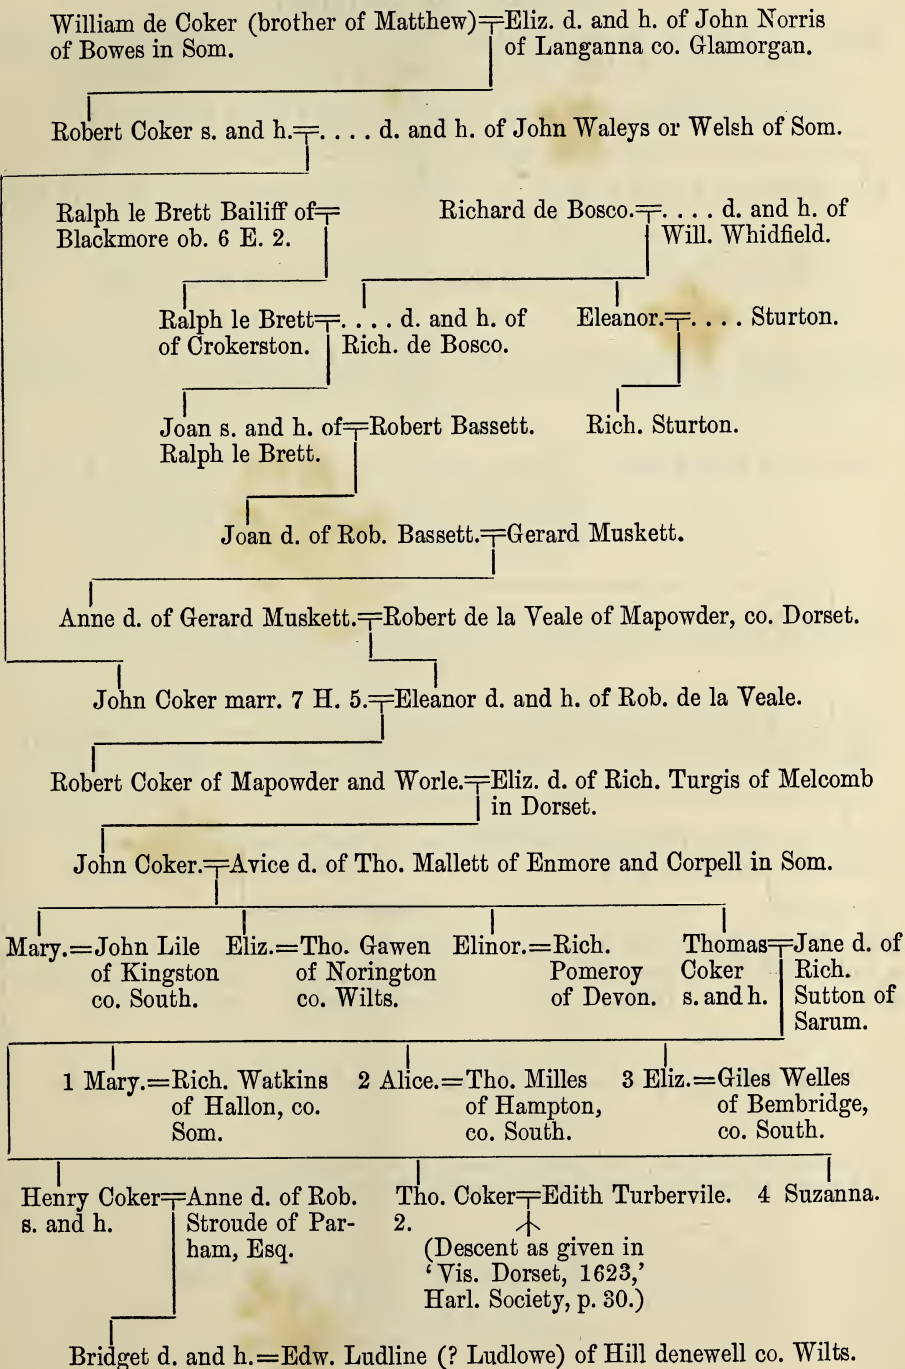 William de Coker (brother of Matthew)=Eliz. d. and h. of John Norris
of Bowes in Som. of Langanna co. Glamorgan.
Robert Coker s. and h.=. . . . d. and h. of John Waleys or Welsh of Som.
Ralph le Brett Bailiff of= Richard de Bosco.=. . . . d. and h. of
Blackmore ob. 6 E. 2. Will. Whidfield.
Ralph le Brett=. . . . d. and h. of Eleanor.=. . . . Sturton.
of Crokerston. Rich. de Bosco.
Joan s. and h. of=Robert Bassett. Rich. Sturton.
Ralph le Brett.
Joan d. of Rob. Bassett.=Gerard Muskett.
Anne d. of Gerard Muskett.=Robert de la Veale of Mapowder, co. Dorset.
John Coker marr. 7 H. 5.=Eleanor d. and h. of Rob. de la Veale.
Robert Coker of Mapowder and Worle.=Eliz. d. of Rich. Turgis of Melcomb
in Dorset.
John Coker.=Avice d. of Tho. Mallett of Enmore and Corpell in Som.
Mary.=John Lile Eliz.=Tho. Gawen Elinor.=Rich. Thomas=Jane d. of
of Kingston of Norington Pomeroy Coker Rich.
co. South. co. Wilts. of Devon. s. and h. Sutton of
Sarum.
1 Mary.=Rich. Watkins 2 Alice.=Tho. Milles 3 Eliz.=Giles Welles
of Hallon, co. of Hampton, of Bembridge,
Som. co. South. co. South.
Henry Coker=Anne d. of Rob. Tho. Coker=Edith Turbervile. 4 Suzanna.
s. and h. Stroude of Par- 2.
ham, Esq. (Descent as given in
‘Vis. Dorset, 1623,’
Harl. Society, p. 30.)
Bridget d. and h.=Edw. Ludline (? Ludlowe) of Hill denewell co. Wilts.